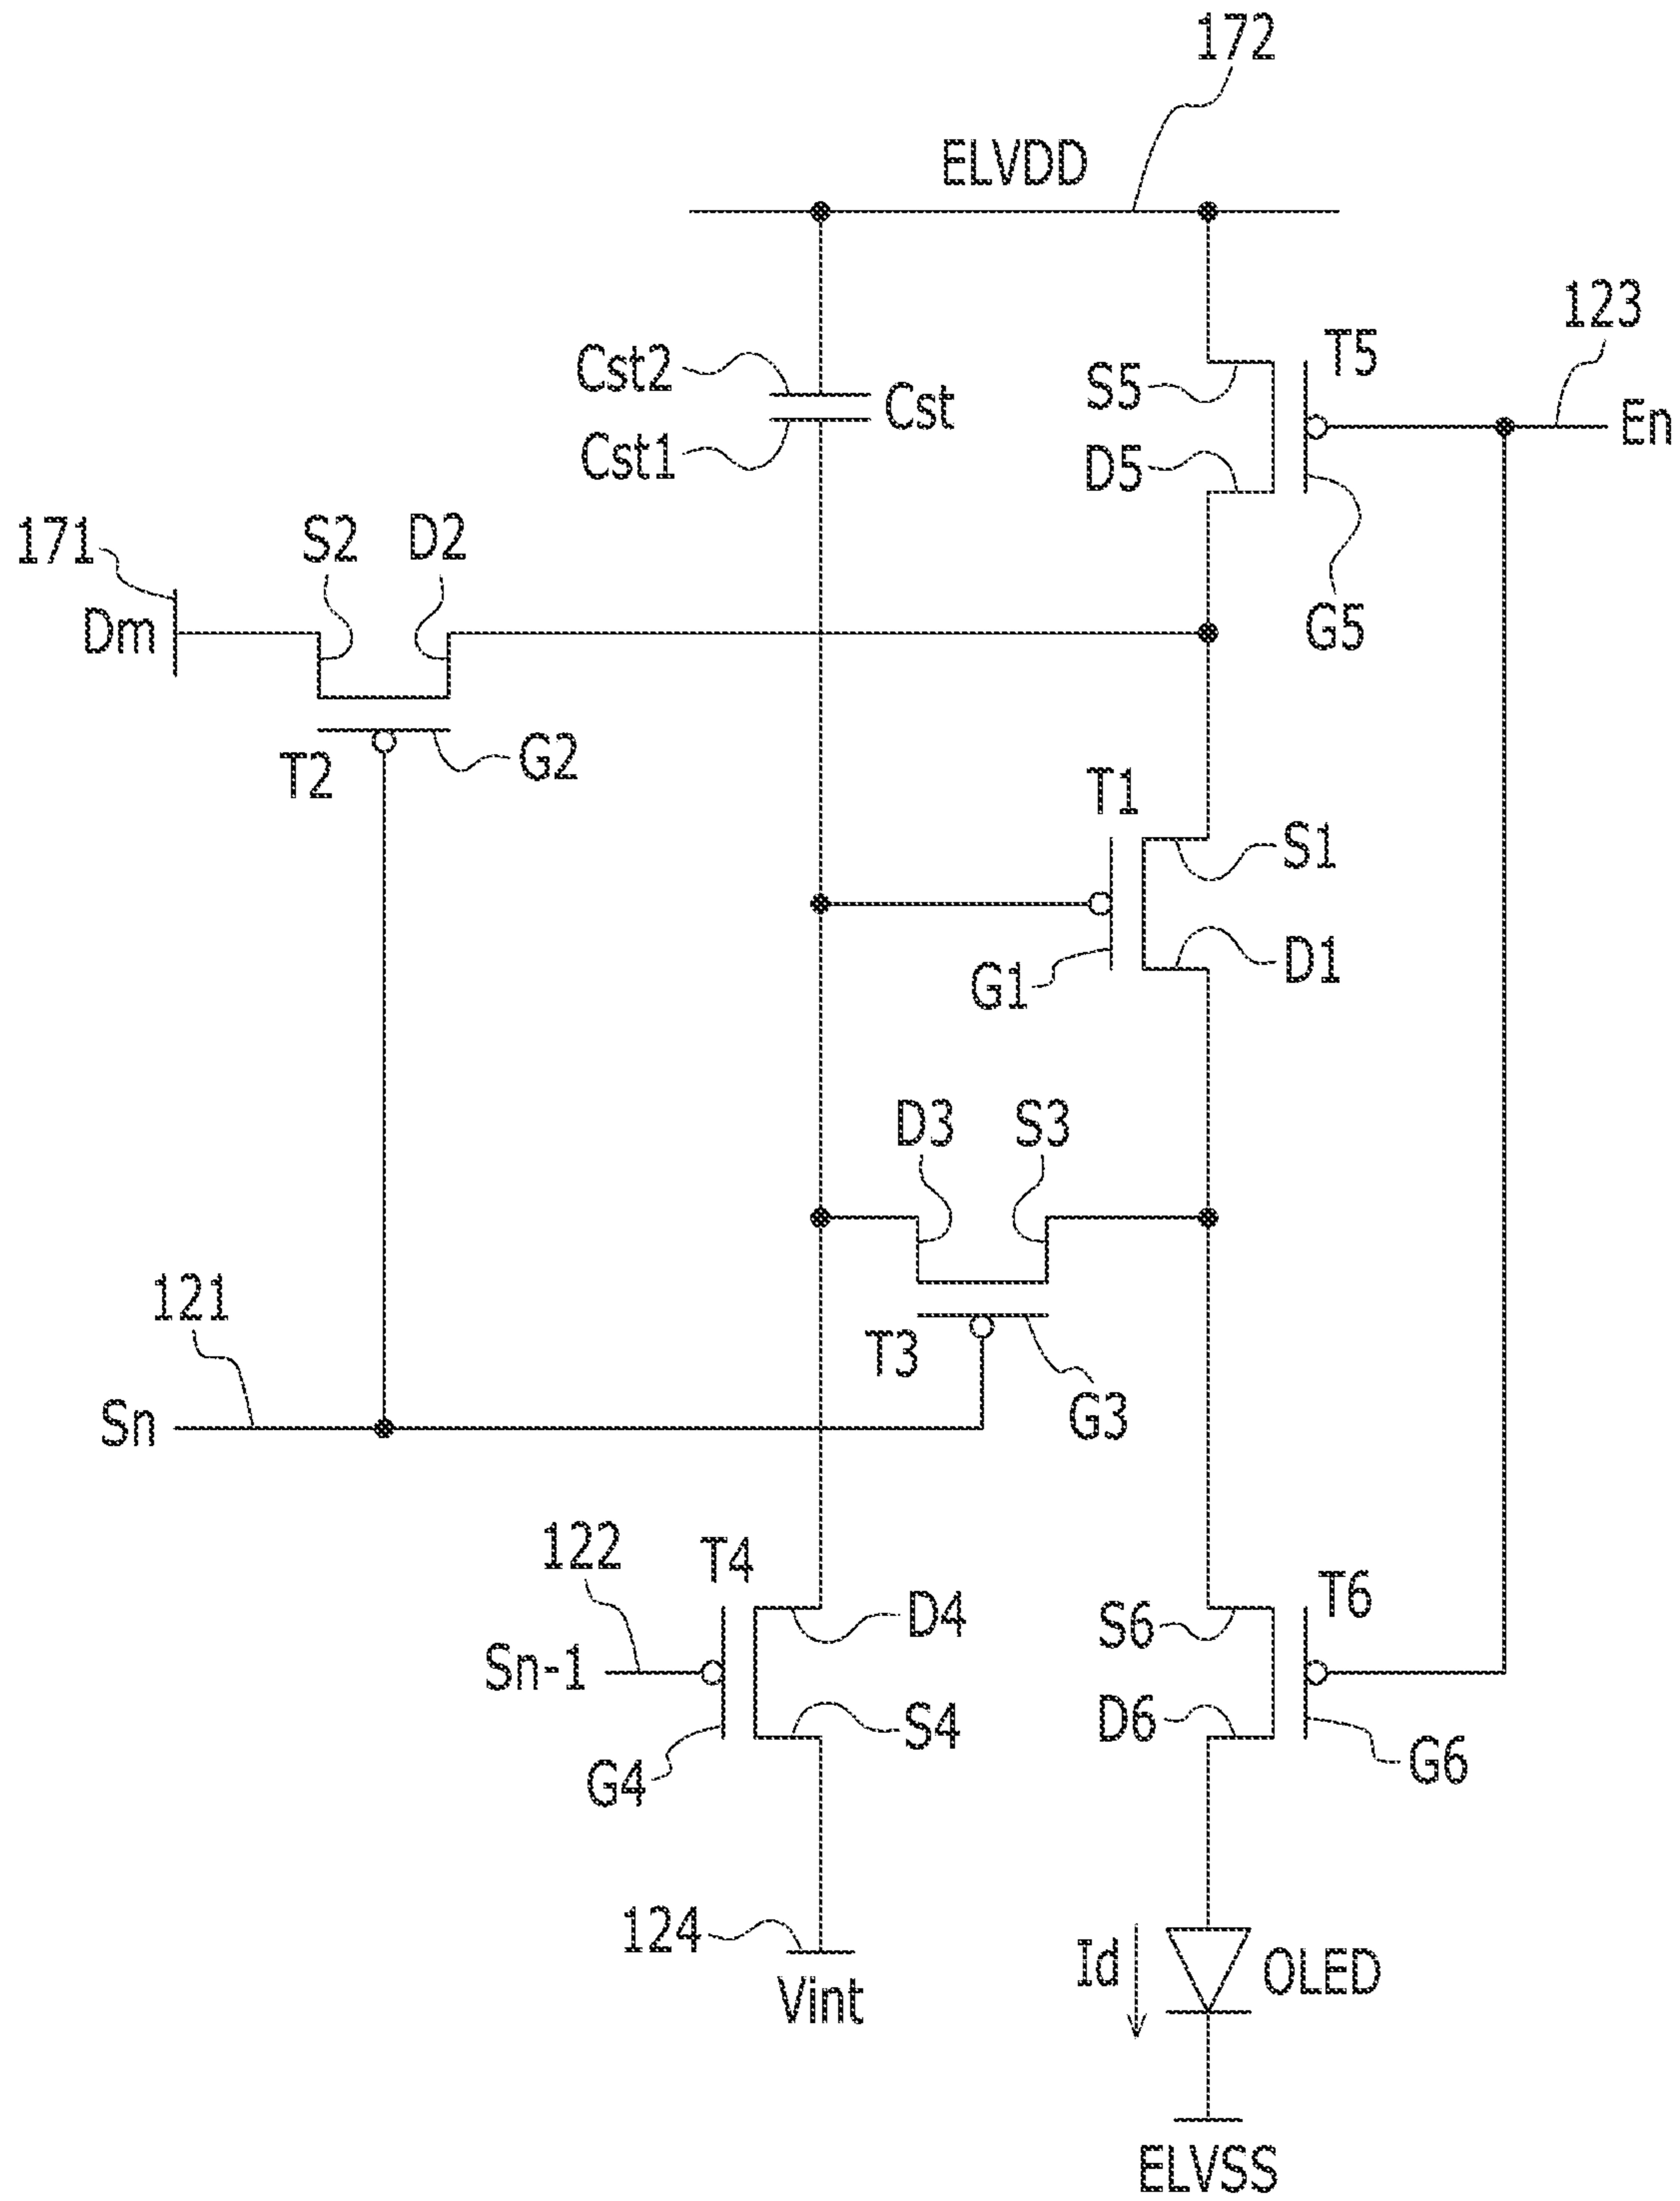 172
ELVDD
123
T5
Cst2
S5
Cst
En
Cst1
D5
171
S2
D2
Dm
G5
G2
T2
T1
S1
D1
G1
D3
S3
121
T3
G3
Sn
122
T4
T6
D4
S6
Sn-1
S4
D6
G4
G6
124
Id
OLED
Vint
ELVSS